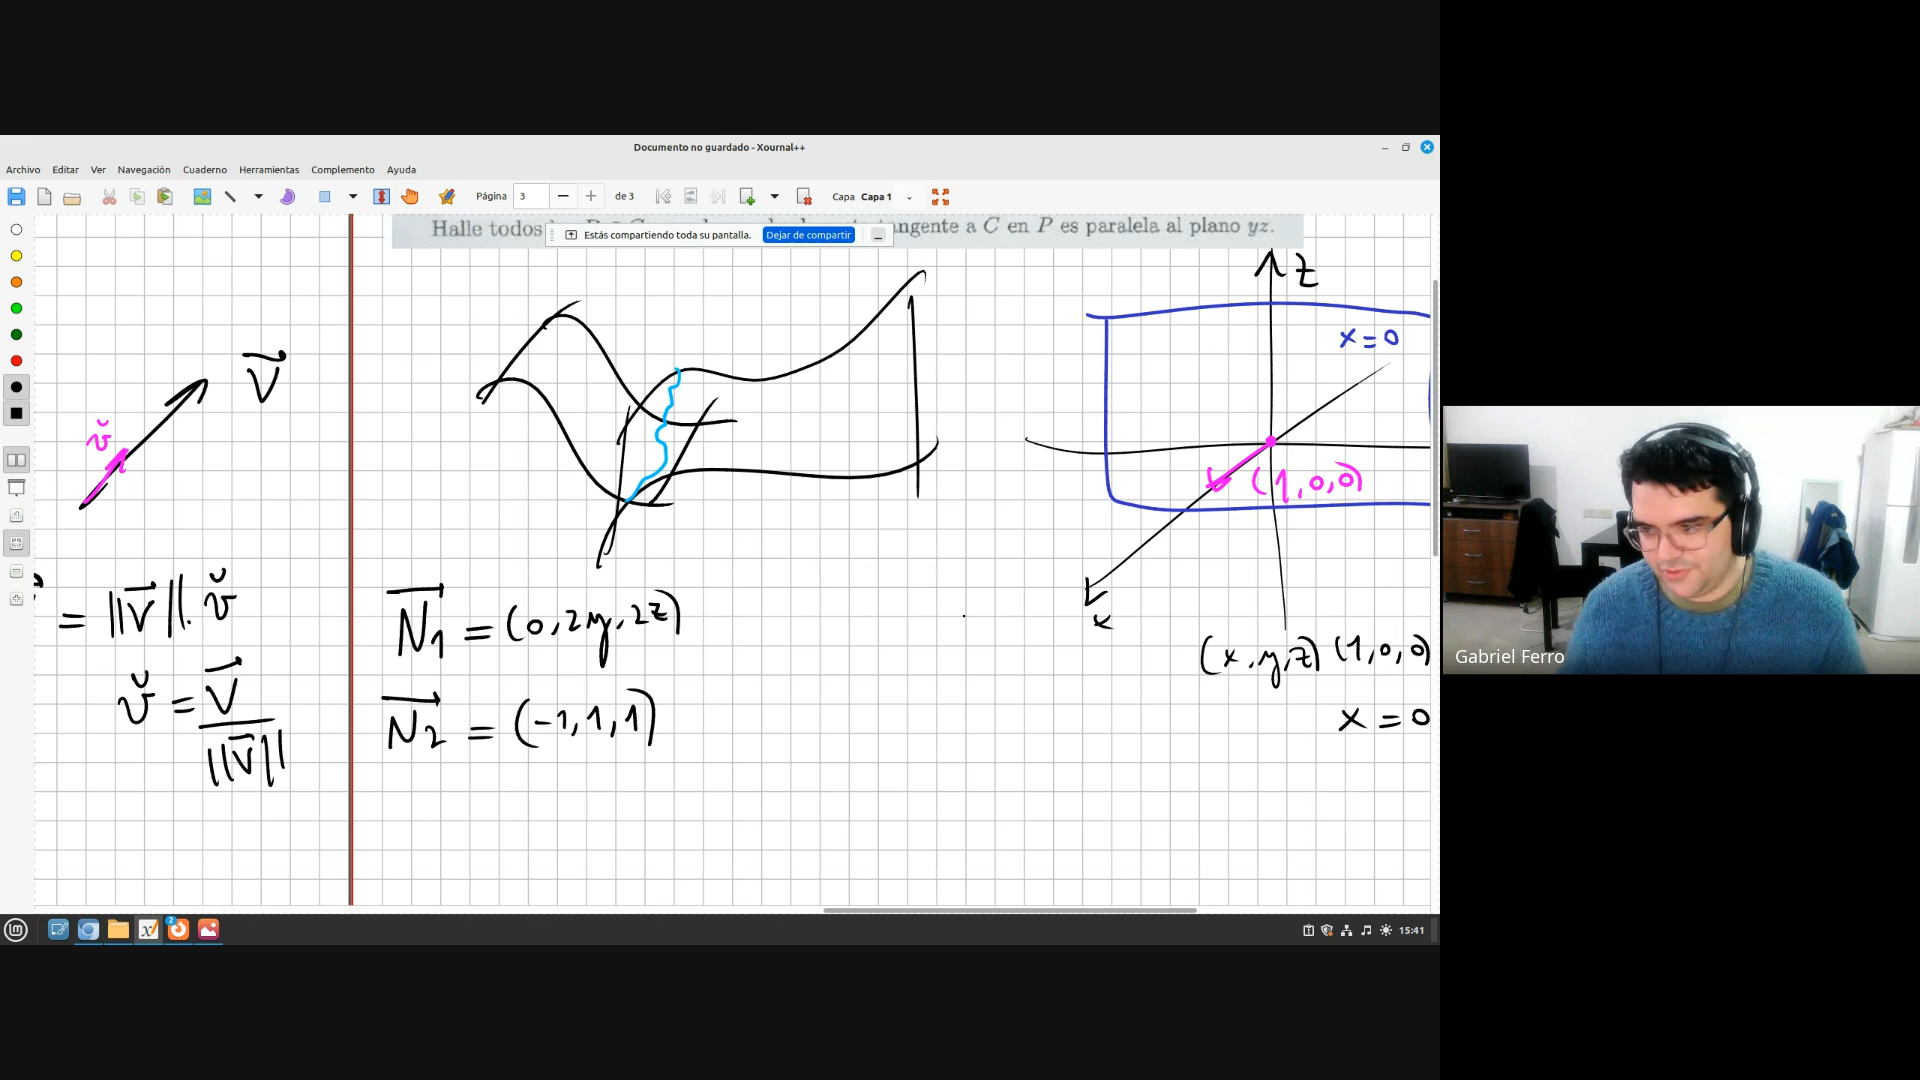 Documento no guardado - Xournal++
Archivo Editar Ver Navegación Cuaderno Herramientas Complemento Ayuda
Página 3 de 3 Capa Capa 1
Halle todos
Estás compartiendo toda su pantalla. Dejar de compartir
angente a C en P es paralela al plano yz.
z
x = 0
V
v
(1,0,0)
x
= ||V||. v
v = V
||V||
N1 = (0, 2y, 2z)
N2 = (-1, 1, 1)
(x, y, z) (1,0,0)
x = 0
Gabriel Ferro
2
15:41